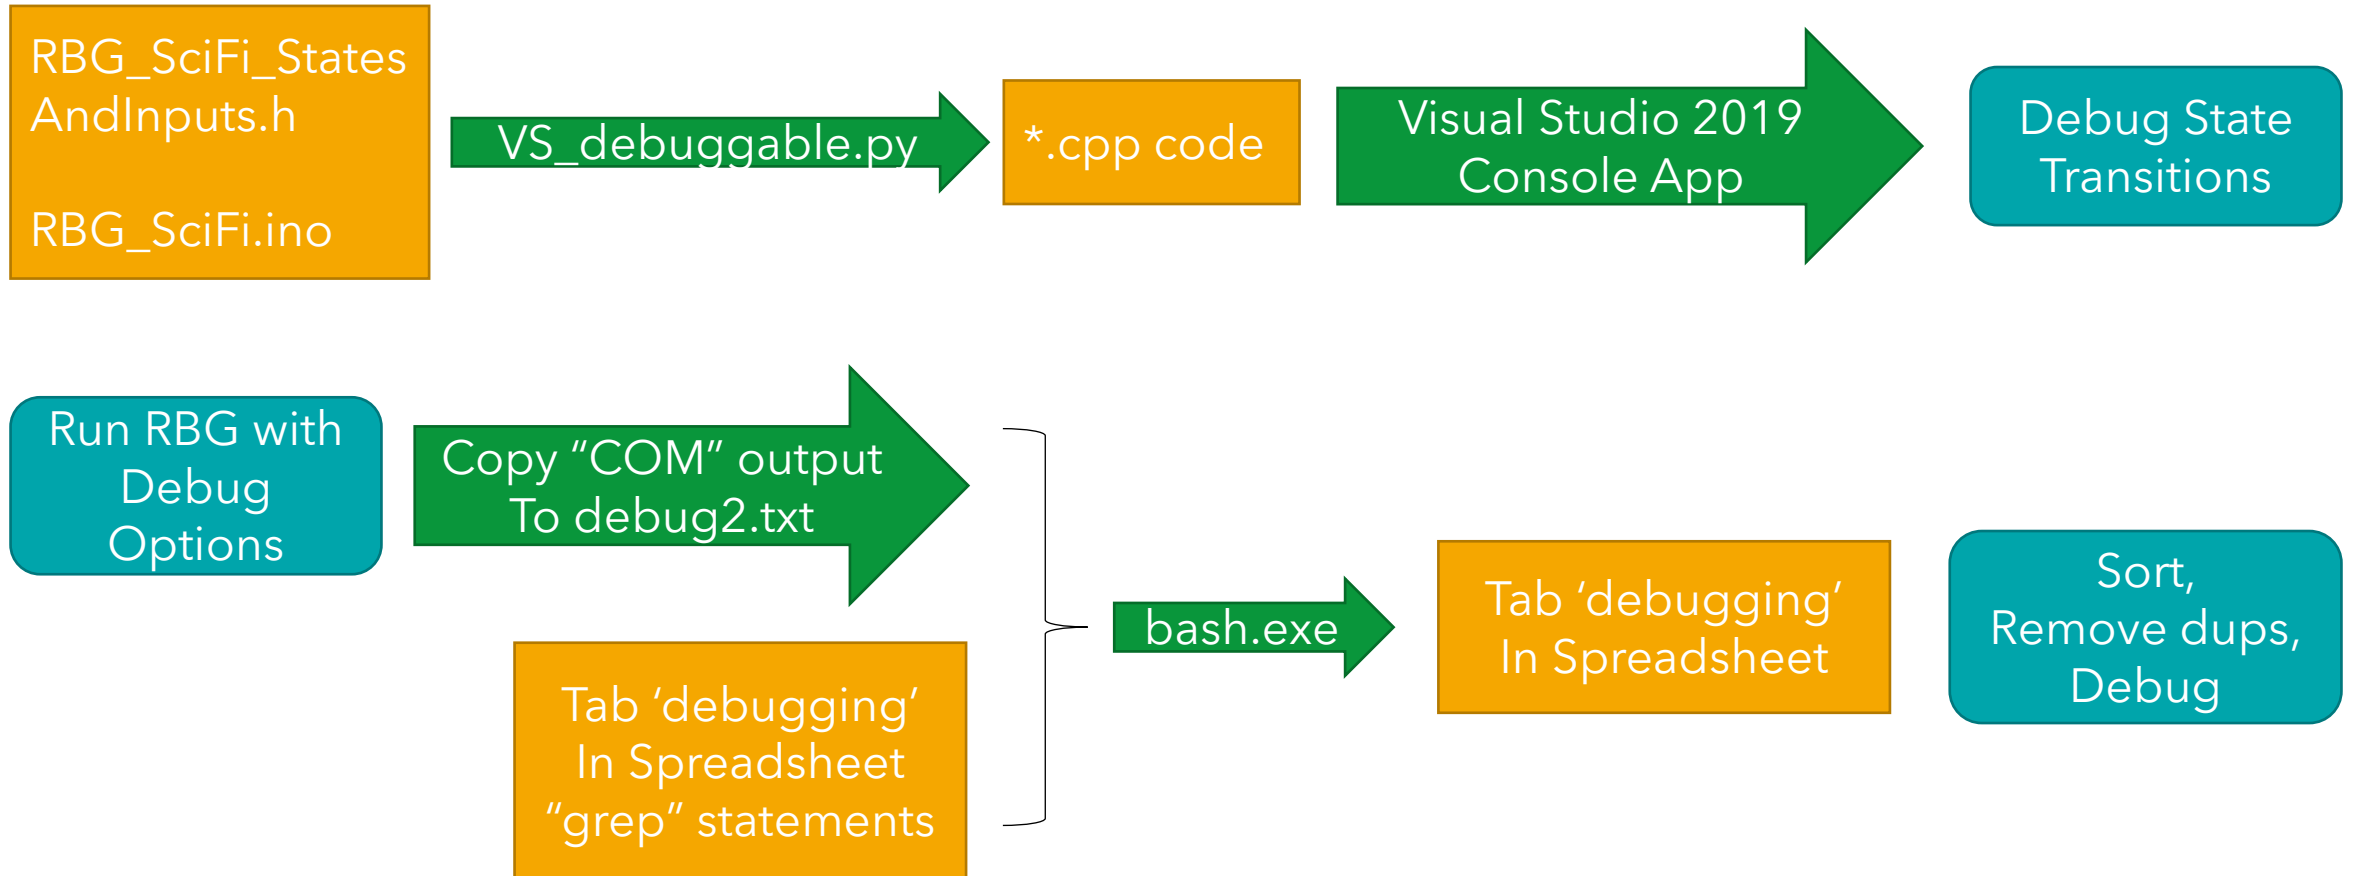 RBG_SciFi_States
AndInputs.h
RBG_SciFi.ino
VS_debuggable.py
*.cpp code
Visual Studio 2019
Console App
Debug State
Transitions
Run RBG with
Debug
Options
Copy “COM” output
To debug2.txt
Tab ‘debugging’
In Spreadsheet
“grep” statements
bash.exe
Tab ‘debugging’
In Spreadsheet
Sort,
Remove dups,
Debug